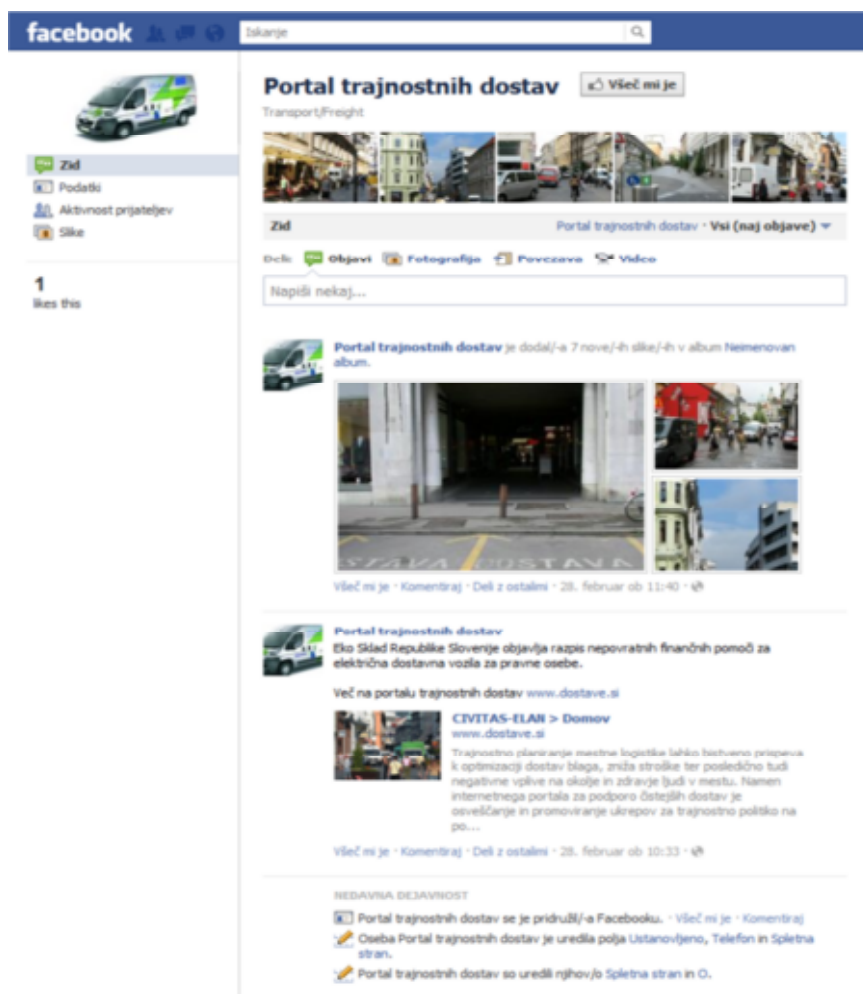 facebook
Iskanje
Portal trajnostnih dostav
Všeč mi je
Transport/Freight
Zid
Podatki
Aktivnost prijateljev
Slike
1
likes this
Zid
Portal trajnostnih dostav · Vsi (naj objave)
Deli: Objavi Fotografija Povezava Video
Napiši nekaj...
Portal trajnostnih dostav je dodal/-a 7 nove/-ih slike/-ih v album Neimenovan
album.
DOSTAVA
Všeč mi je · Komentiraj · Deli z ostalimi · 28. februar ob 11:40 ·
Portal trajnostnih dostav
Eko Sklad Republike Slovenije objavlja razpis nepovratnih finančnih pomoči za
električna dostavna vozila za pravne osebe.
Več na portalu trajnostnih dostav www.dostave.si
CIVITAS-ELAN > Domov
www.dostave.si
Trajnostno planiranje mestne logistike lahko bistveno prispeva
k optimizaciji dostav blaga, zniža stroške ter posledično tudi
negativne vplive na okolje in zdravje ljudi v mestu. Namen
internetnega portala za podporo čistejših dostav je
osveščanje in promoviranje ukrepov za trajnostno politiko na
po...
Všeč mi je · Komentiraj · Deli z ostalimi · 28. februar ob 10:33 ·
NEDAVNA DEJAVNOST
Portal trajnostnih dostav se je pridružil/-a Facebooku. · Všeč mi je · Komentiraj
Oseba Portal trajnostnih dostav je uredila polja Ustanovljeno, Telefon in Spletna
stran.
Portal trajnostnih dostav so uredili njihov/o Spletna stran in O.